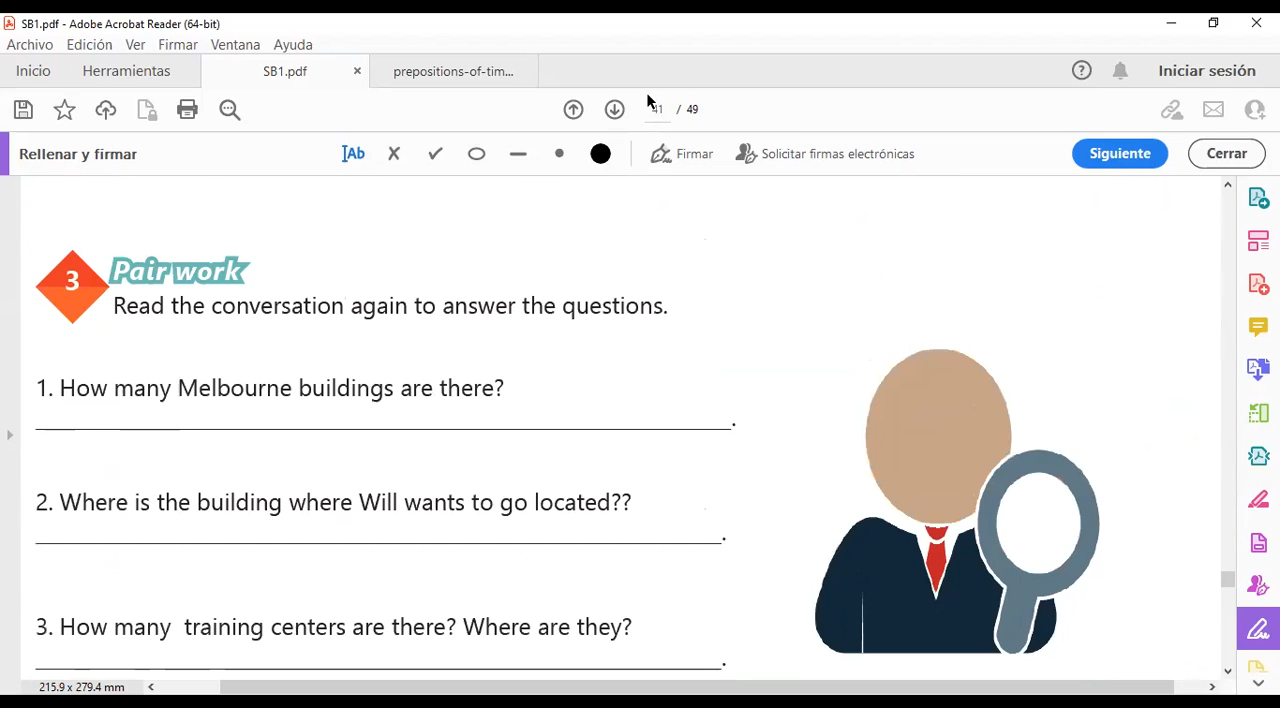 SB1.pdf - Adobe Acrobat Reader (64-bit)
Archivo Edición Ver Firmar Ventana Ayuda
Inicio Herramientas SB1.pdf × prepositions-of-tim... Iniciar sesión
41 / 49
Rellenar y firmar Ab Firmar Solicitar firmas electrónicas Siguiente Cerrar
3 Pair work
Read the conversation again to answer the questions.
1. How many Melbourne buildings are there?
2. Where is the building where Will wants to go located??
3. How many training centers are there? Where are they?
215.9 x 279.4 mm